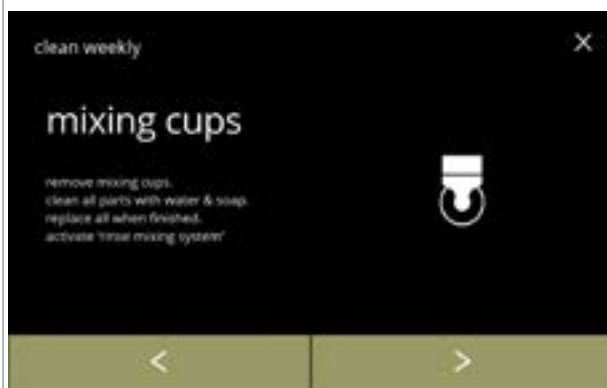 clean weekly
mixing cups
remove mixing cups.
clean all parts with water & soap.
replace all when finished.
activate 'rinse mixing system'